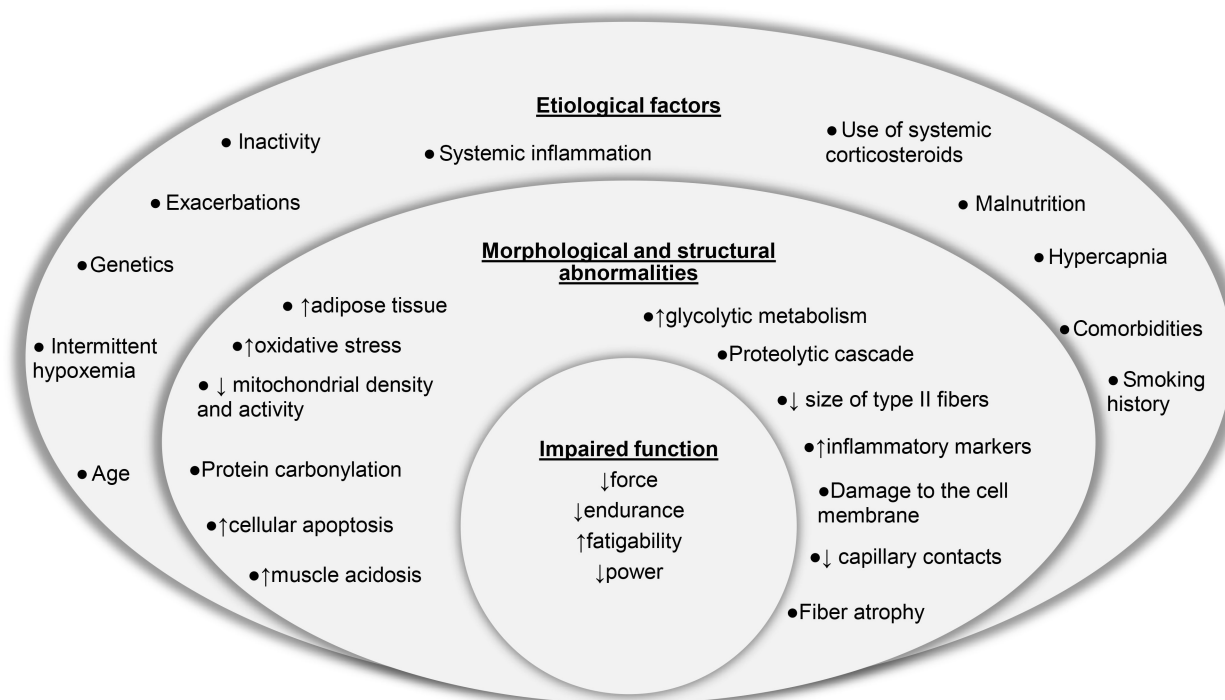 Etiological factors
● Inactivity
● Systemic inflammation
● Use of systemic
corticosteroids
● Exacerbations
● Malnutrition
● Genetics
● Hypercapnia
● Intermittent
hypoxemia
● Comorbidities
● Smoking
history
● Age
Morphological and structural
abnormalities
● ↑adipose tissue
●↑glycolytic metabolism
●↑oxidative stress
●Proteolytic cascade
● ↓ mitochondrial density
and activity
●↓ size of type II fibers
●↑inflammatory markers
●Protein carbonylation
●Damage to the cell
membrane
●↑cellular apoptosis
●↓ capillary contacts
●↑muscle acidosis
●Fiber atrophy
Impaired function
↓force
↓endurance
↑fatigability
↓power